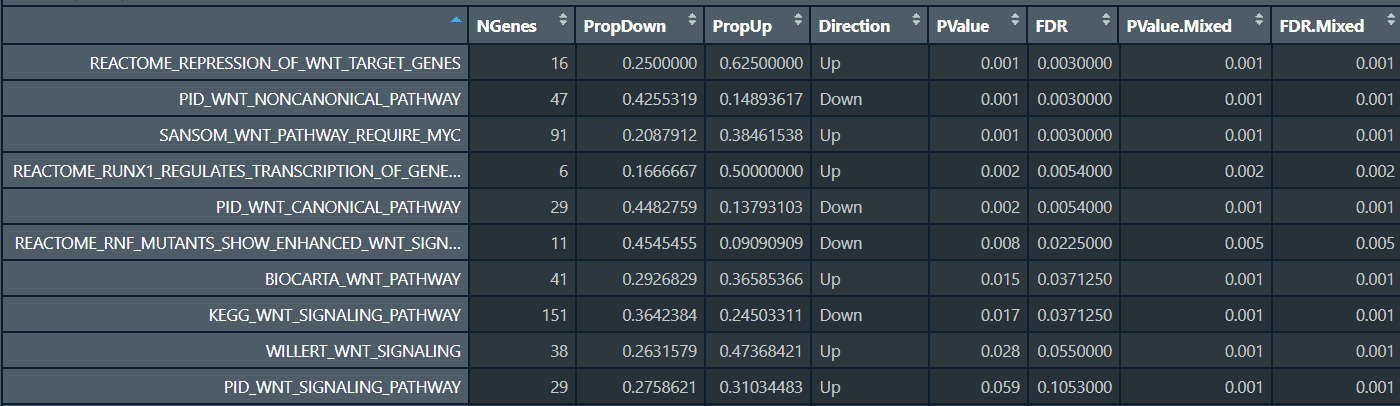 NGenes PropDown PropUp Direction PValue FDR PValue.Mixed FDR.Mixed
REACTOME_REPRESSION_OF_WNT_TARGET_GENES 16 0.2500000 0.62500000 Up 0.001 0.0030000 0.001 0.001
PID_WNT_NONCANONICAL_PATHWAY 47 0.4255319 0.14893617 Down 0.001 0.0030000 0.001 0.001
SANSOM_WNT_PATHWAY_REQUIRE_MYC 91 0.2087912 0.38461538 Up 0.001 0.0030000 0.001 0.001
REACTOME_RUNX1_REGULATES_TRANSCRIPTION_OF_GENE... 6 0.1666667 0.50000000 Up 0.002 0.0054000 0.002 0.002
PID_WNT_CANONICAL_PATHWAY 29 0.4482759 0.13793103 Down 0.002 0.0054000 0.001 0.001
REACTOME_RNF_MUTANTS_SHOW_ENHANCED_WNT_SIGN... 11 0.4545455 0.09090909 Down 0.008 0.0225000 0.005 0.005
BIOCARTA_WNT_PATHWAY 41 0.2926829 0.36585366 Up 0.015 0.0371250 0.001 0.001
KEGG_WNT_SIGNALING_PATHWAY 151 0.3642384 0.24503311 Down 0.017 0.0371250 0.001 0.001
WILLERT_WNT_SIGNALING 38 0.2631579 0.47368421 Up 0.028 0.0550000 0.001 0.001
PID_WNT_SIGNALING_PATHWAY 29 0.2758621 0.31034483 Up 0.059 0.1053000 0.001 0.001